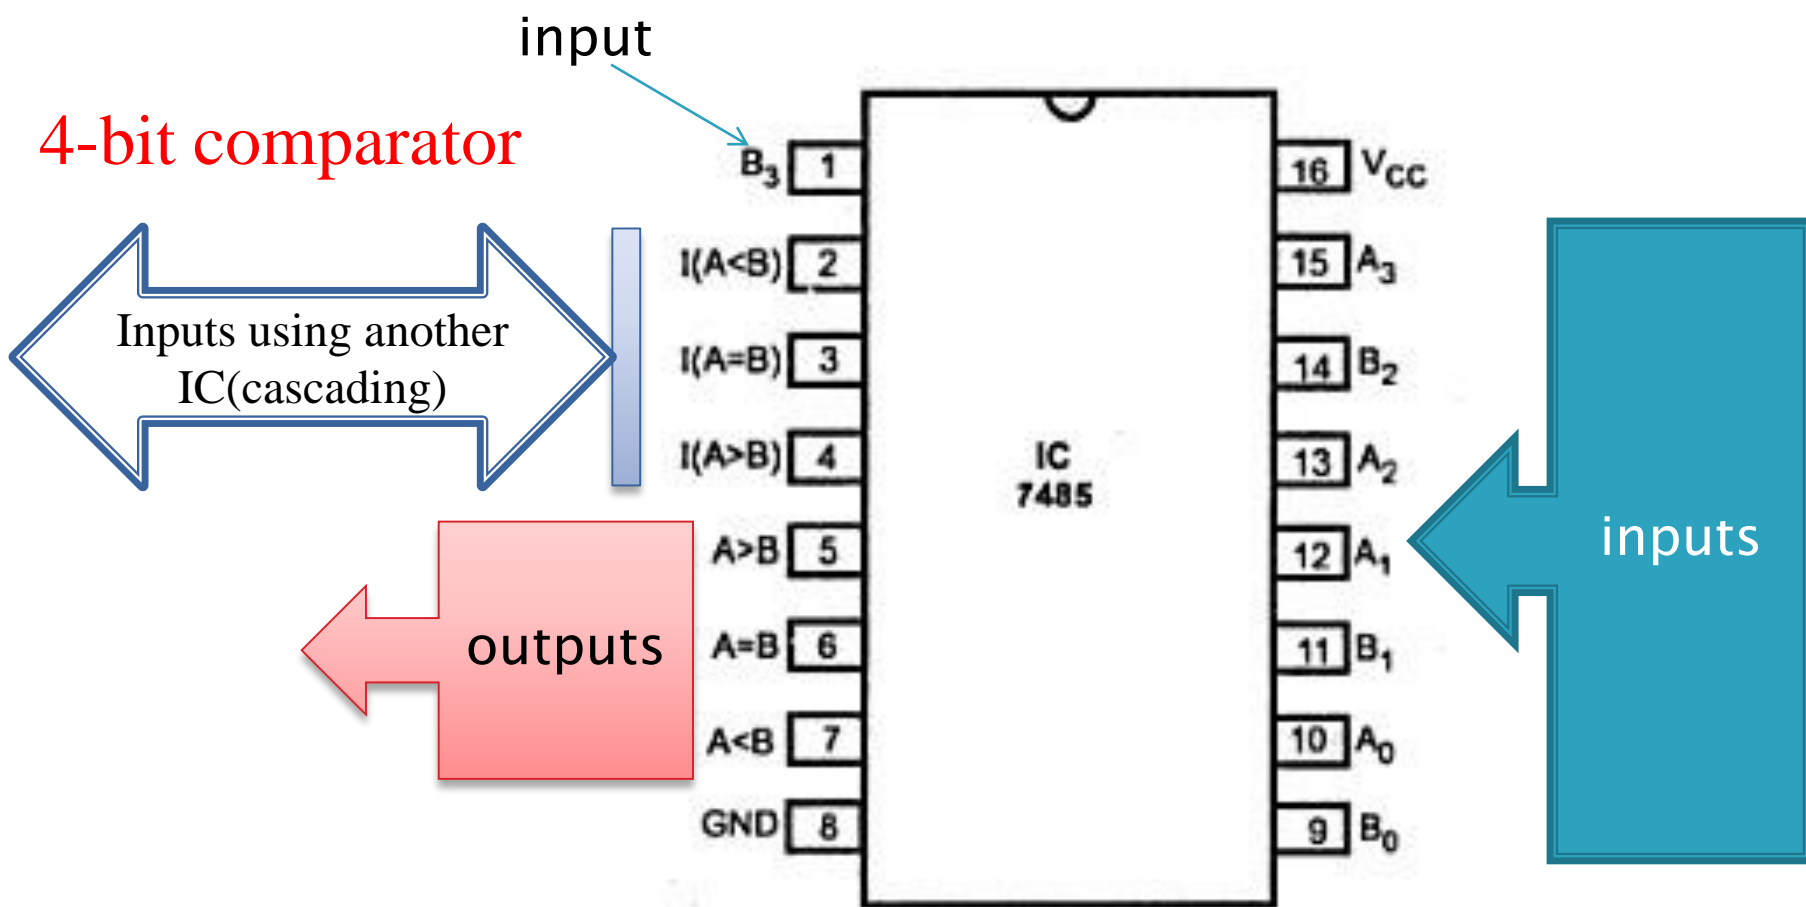 input
4-bit comparator
B₃ 1
16 V_CC
I(A<B) 2
15 A₃
Inputs using another
IC(cascading)
I(A=B) 3
14 B₂
I(A>B) 4
13 A₂
IC
7485
A>B 5
12 A₁
inputs
outputs
A=B 6
11 B₁
A<B 7
10 A₀
GND 8
9 B₀